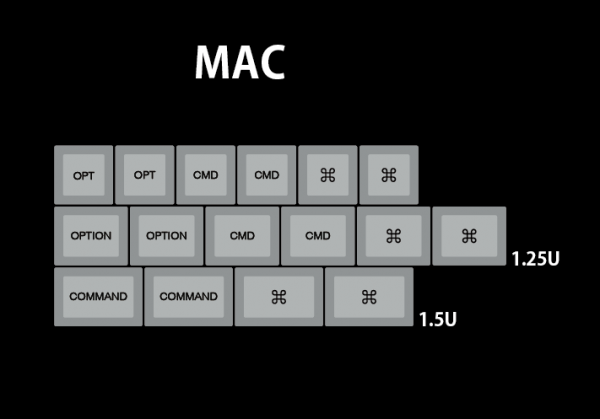 MAC
OPT OPT CMD CMD ⌘ ⌘
OPTION OPTION CMD CMD ⌘ ⌘ 1.25U
COMMAND COMMAND ⌘ ⌘ 1.5U